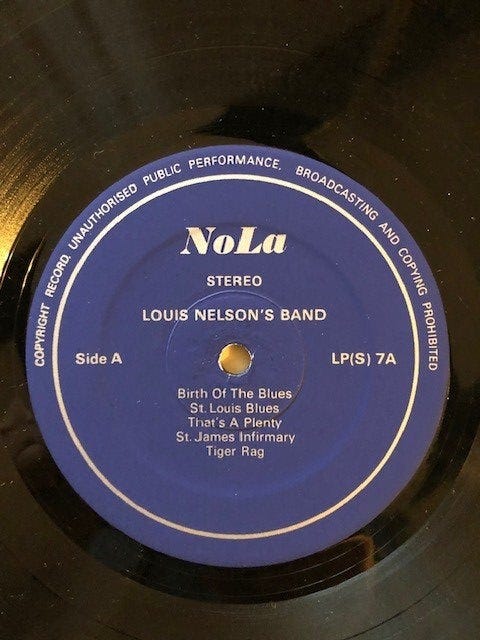 COPYRIGHT RECORD. UNAUTHORISED PUBLIC PERFORMANCE, BROADCASTING AND COPYING PROHIBITED
NoLa
STEREO
LOUIS NELSON'S BAND
Side A
LP(S) 7A
Birth Of The Blues
St. Louis Blues
That's A Plenty
St. James Infirmary
Tiger Rag